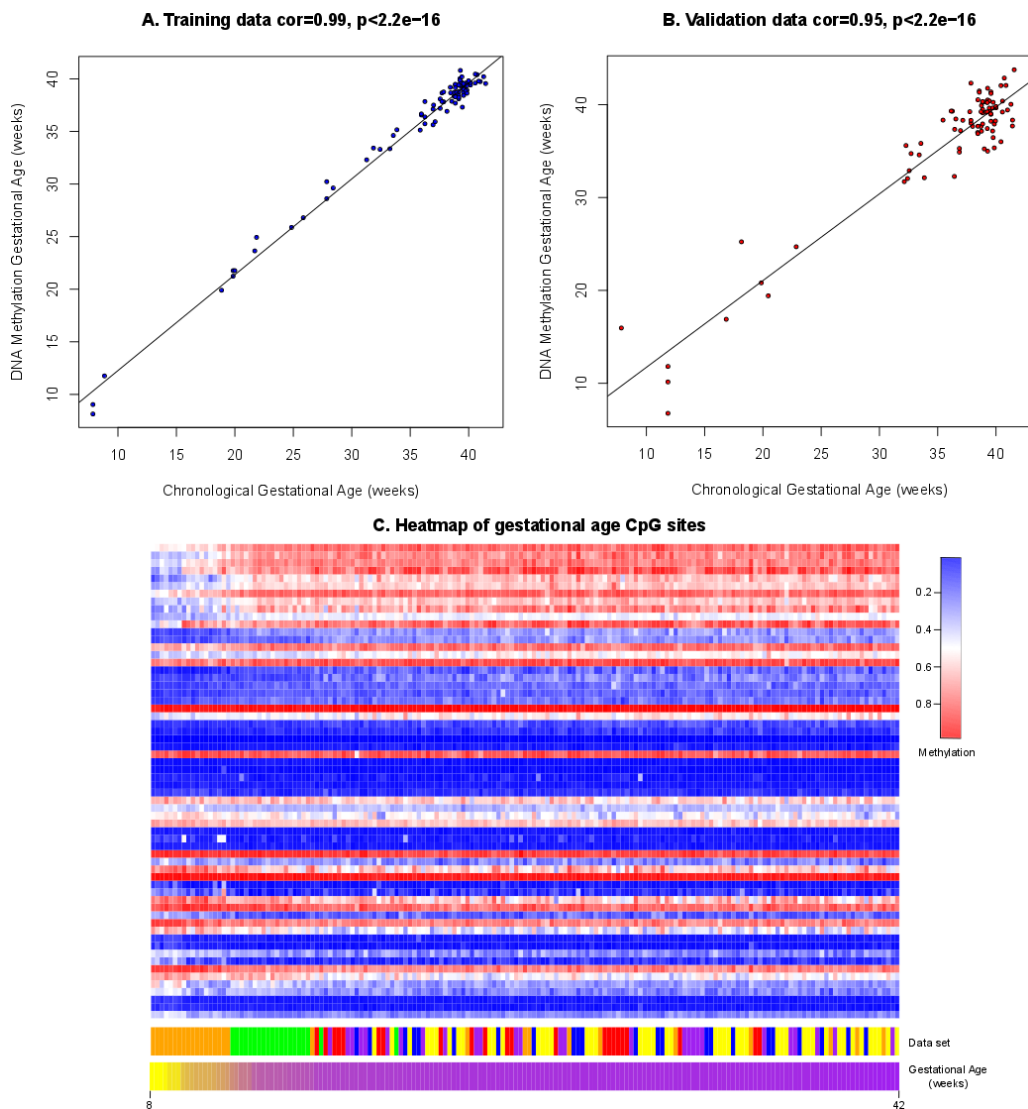 A. Training data cor=0.99, p<2.2e−16
B. Validation data cor=0.95, p<2.2e−16
DNA Methylation Gestational Age (weeks)
40
35
30
25
20
15
10
10
15
20
25
30
35
40
Chronological Gestational Age (weeks)
DNA Methylation Gestational Age (weeks)
40
30
20
10
10
15
20
25
30
35
40
Chronological Gestational Age (weeks)
C. Heatmap of gestational age CpG sites
0.2
0.4
0.6
0.8
Methylation
Data set
Gestational Age
(weeks)
8
42